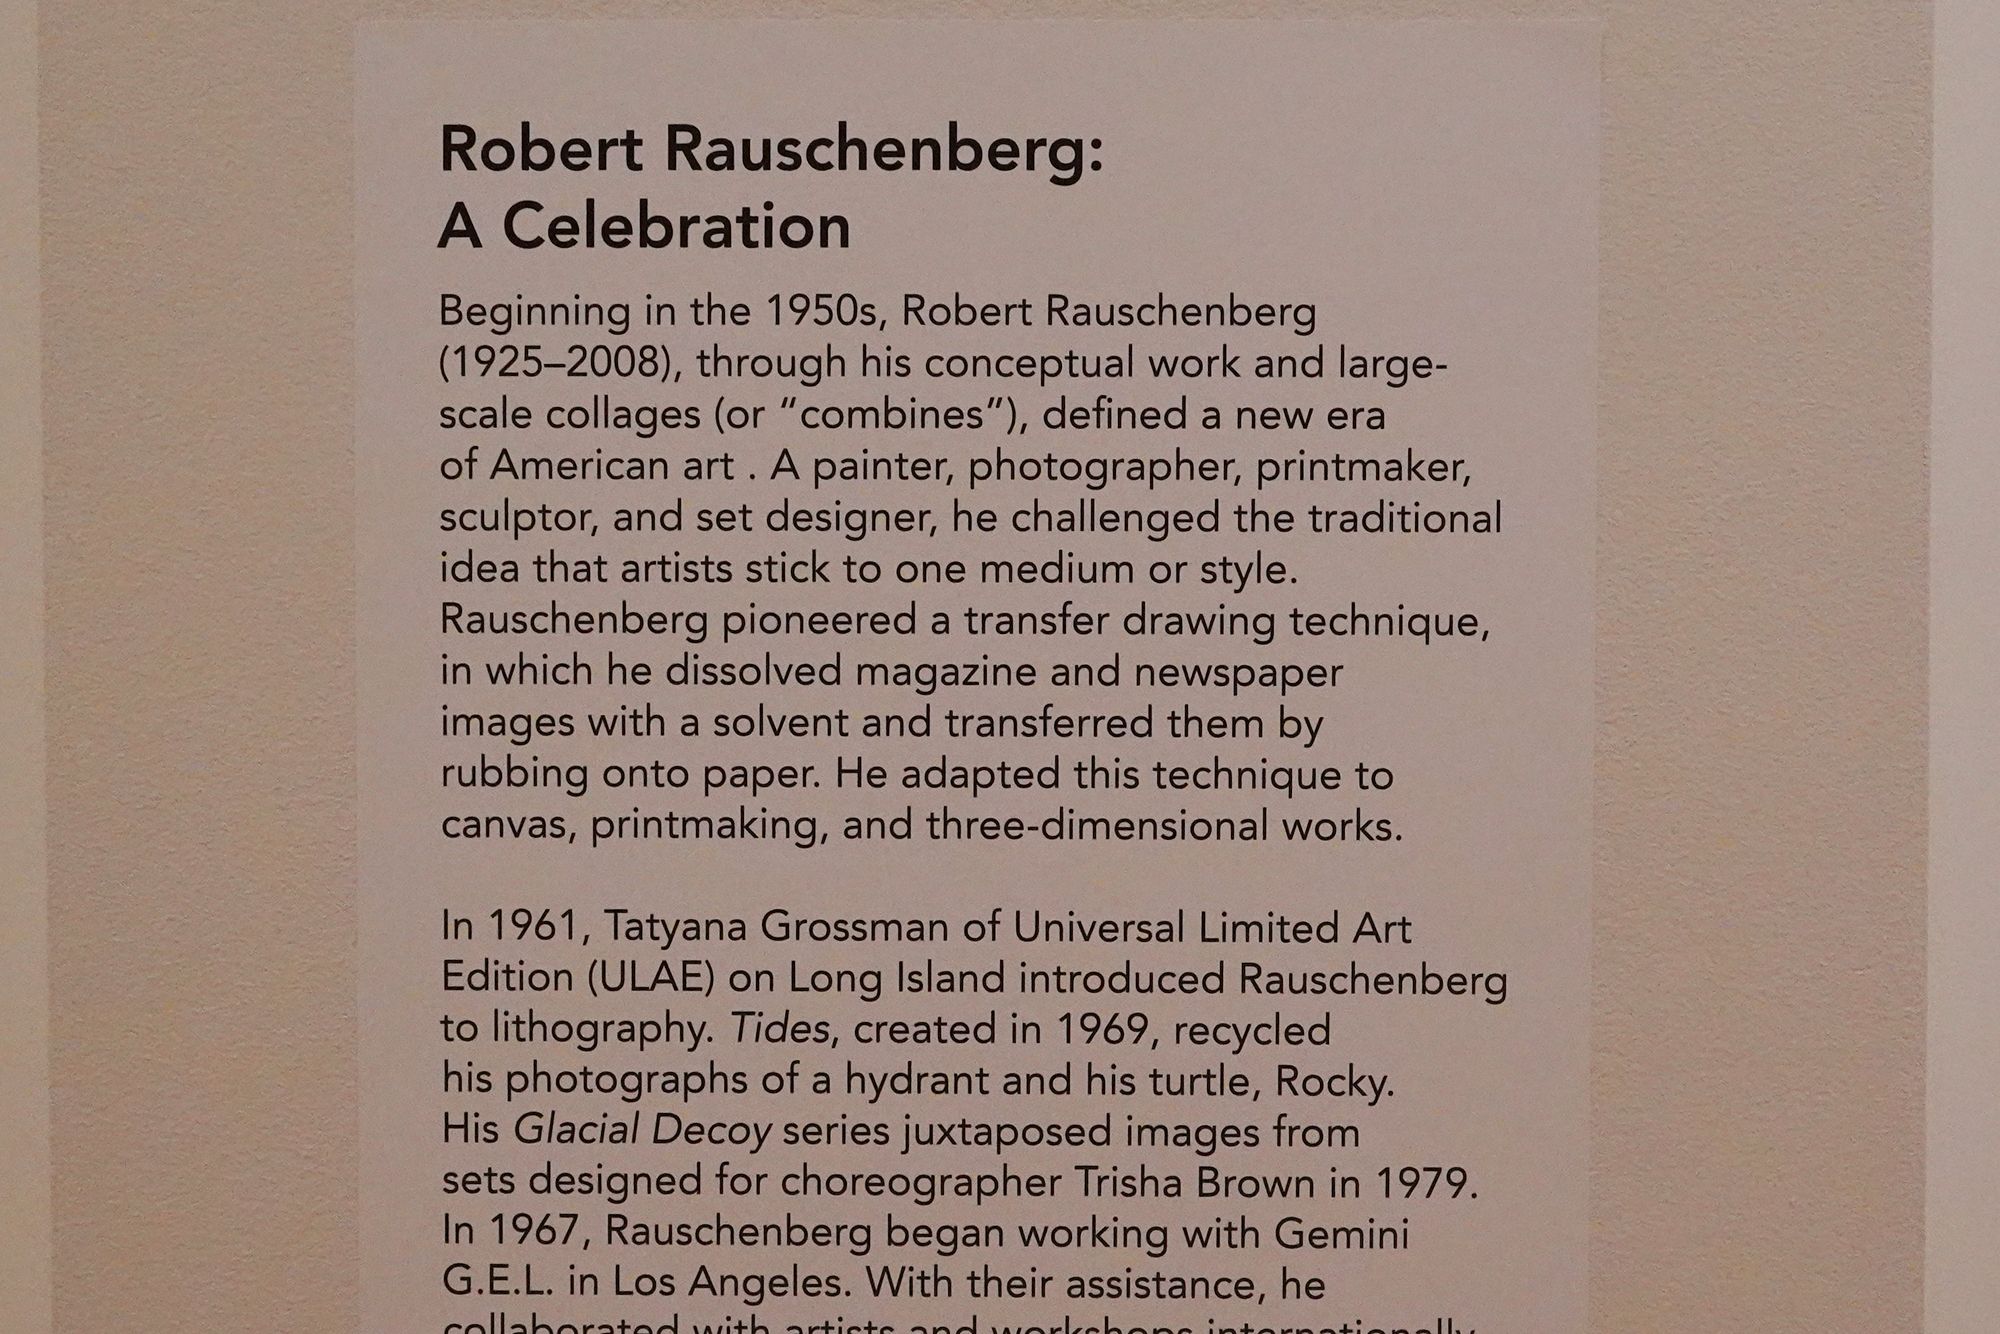 Robert Rauschenberg:
A Celebration
Beginning in the 1950s, Robert Rauschenberg
(1925–2008), through his conceptual work and large-
scale collages (or “combines”), defined a new era
of American art . A painter, photographer, printmaker,
sculptor, and set designer, he challenged the traditional
idea that artists stick to one medium or style.
Rauschenberg pioneered a transfer drawing technique,
in which he dissolved magazine and newspaper
images with a solvent and transferred them by
rubbing onto paper. He adapted this technique to
canvas, printmaking, and three-dimensional works.
In 1961, Tatyana Grossman of Universal Limited Art
Edition (ULAE) on Long Island introduced Rauschenberg
to lithography. Tides, created in 1969, recycled
his photographs of a hydrant and his turtle, Rocky.
His Glacial Decoy series juxtaposed images from
sets designed for choreographer Trisha Brown in 1979.
In 1967, Rauschenberg began working with Gemini
G.E.L. in Los Angeles. With their assistance, he
collaborated with artists and workshops internationally